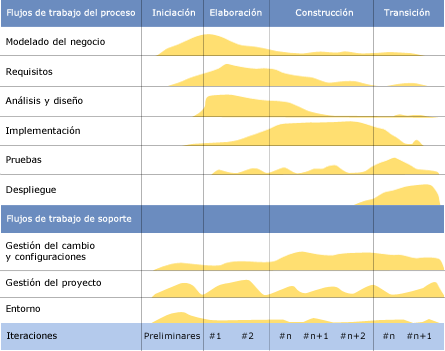 Flujos de trabajo del proceso Iniciación Elaboración Construcción Transición
Modelado del negocio
Requisitos
Análisis y diseño
Implementación
Pruebas
Despliegue
Flujos de trabajo de soporte
Gestión del cambio
y configuraciones
Gestión del proyecto
Entorno
Iteraciones Preliminares #1 #2 #n #n+1 #n+2 #n #n+1